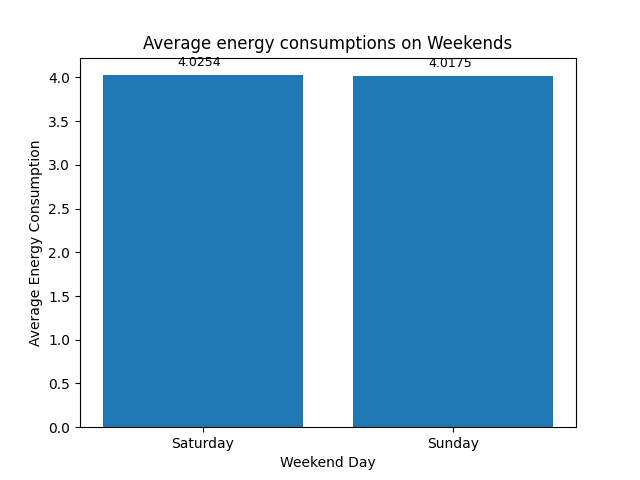 Average energy consumptions on Weekends
4.0254
4.0175
Average Energy Consumption
4.0
3.5
3.0
2.5
2.0
1.5
1.0
0.5
0.0
Saturday
Sunday
Weekend Day